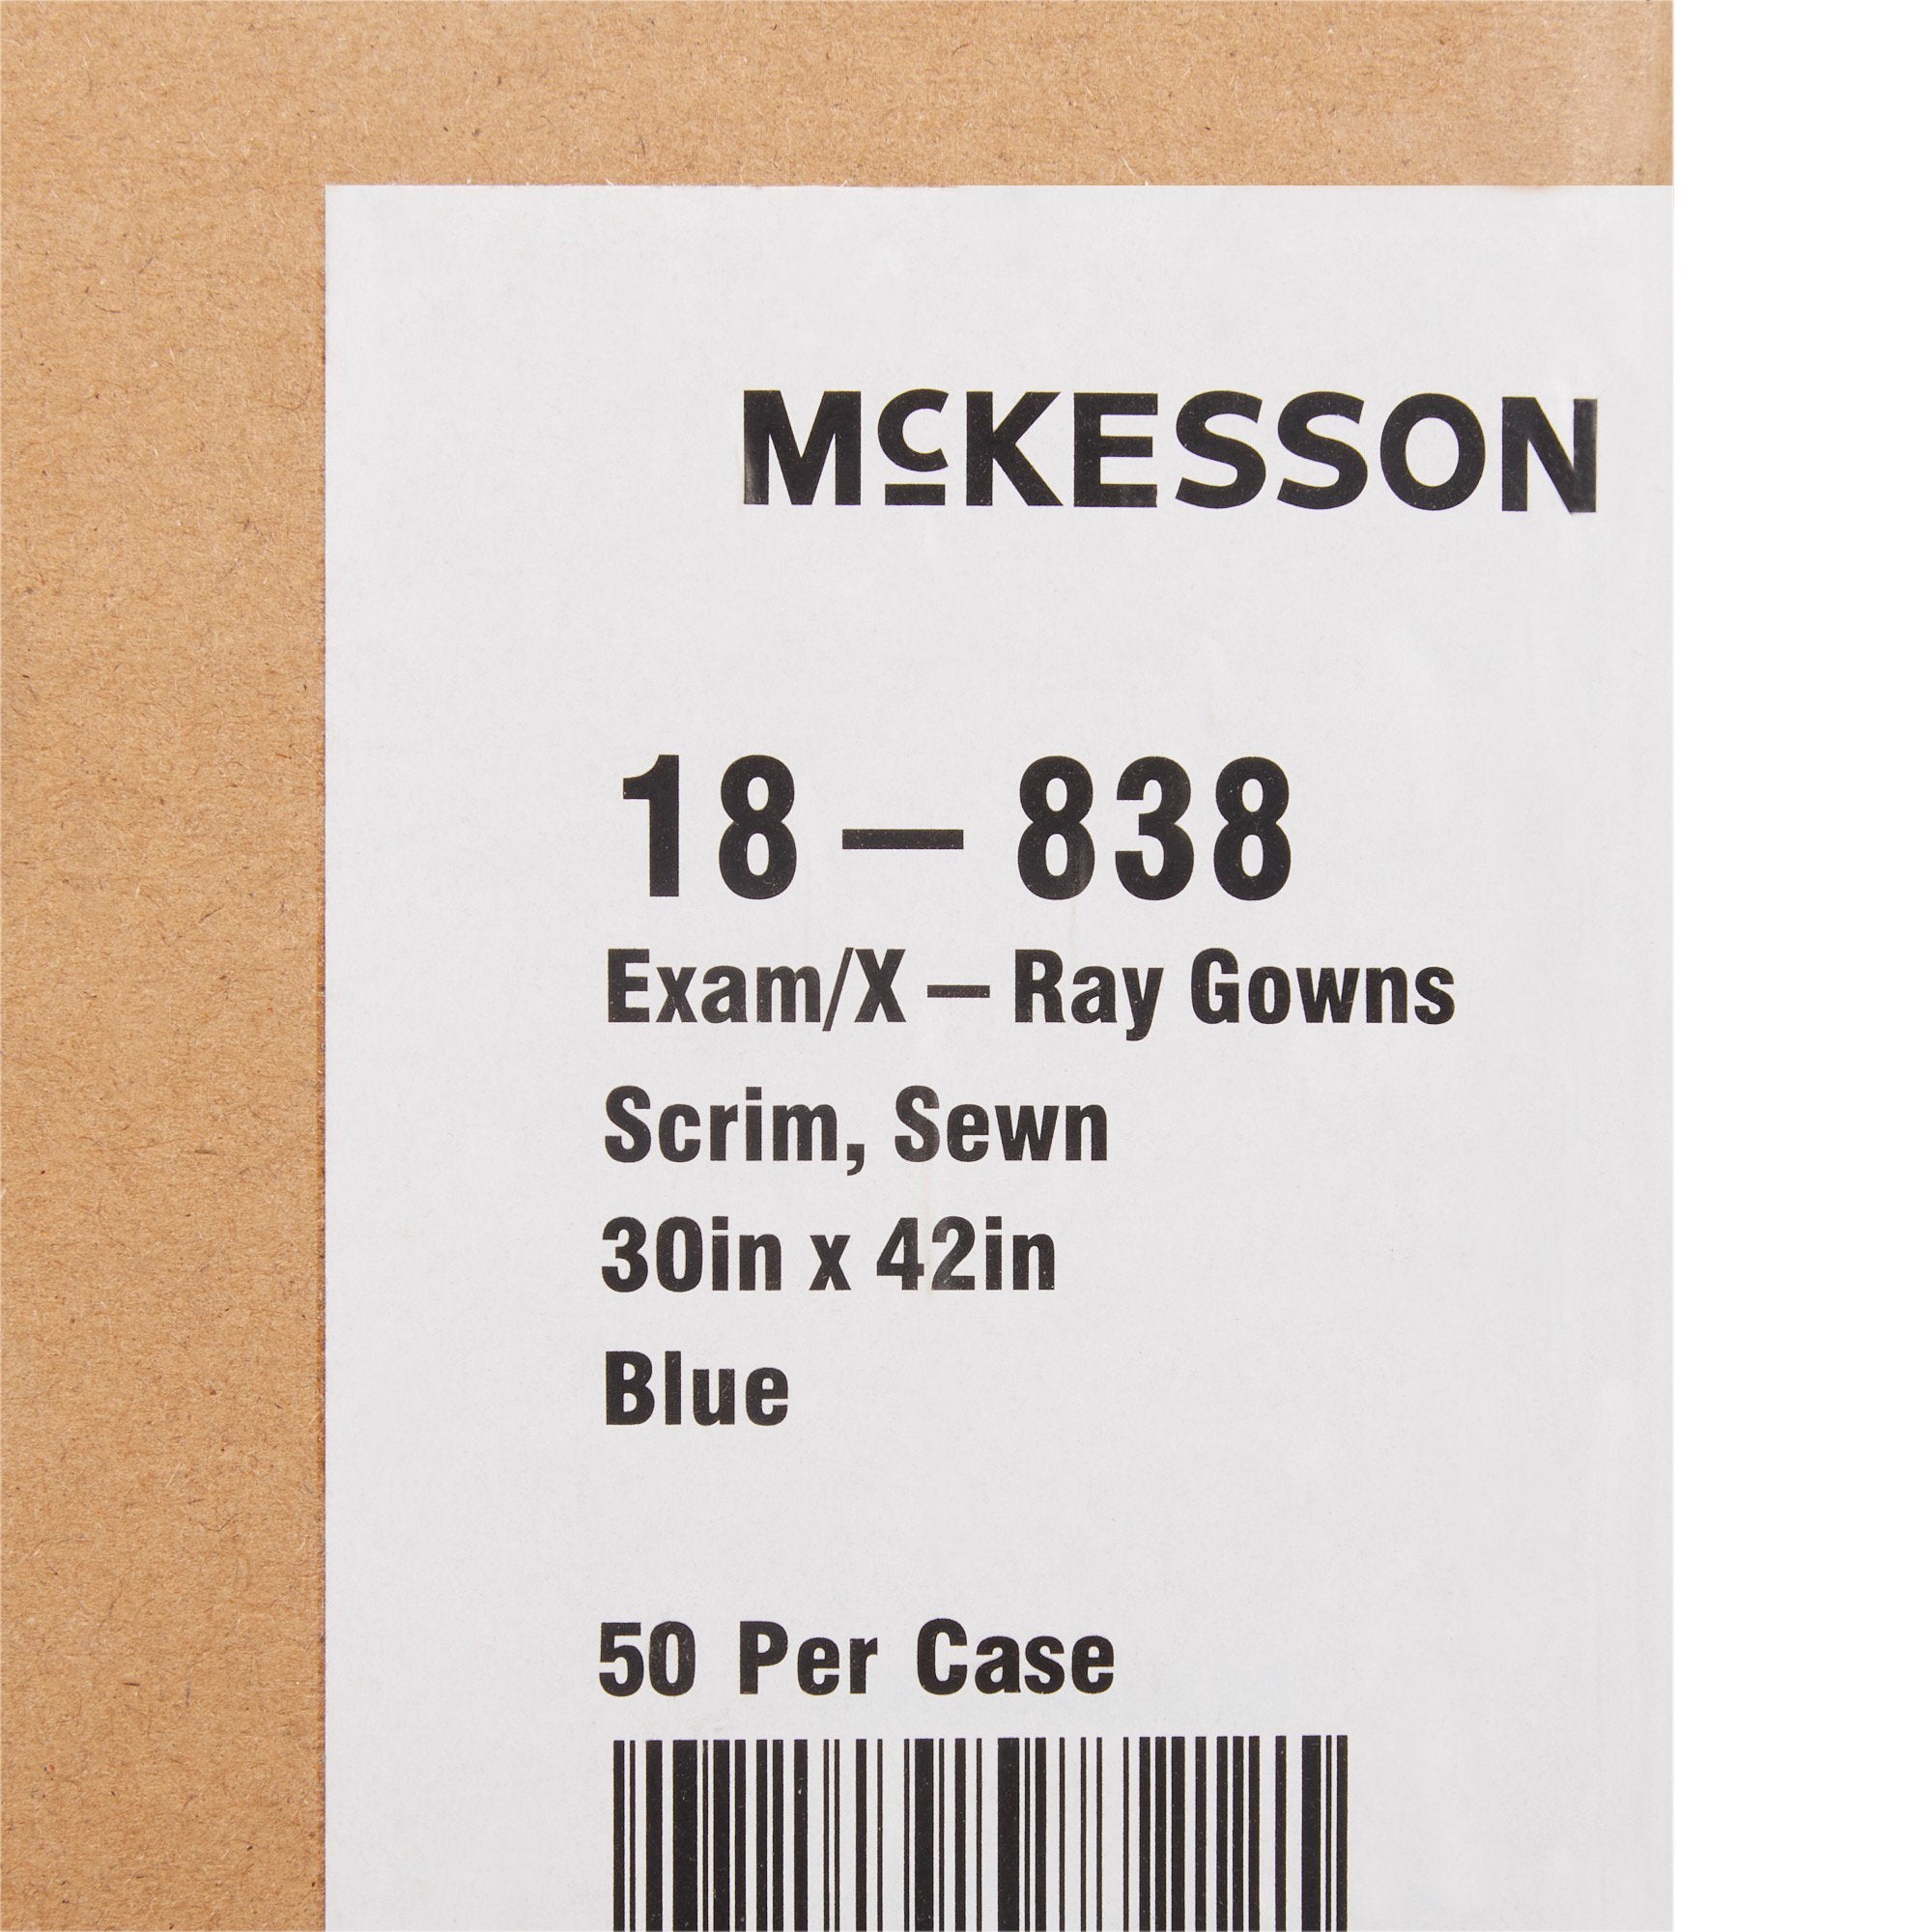 McKESSON
18 – 838
Exam/X – Ray Gowns
Scrim, Sewn
30in x 42in
Blue
50 Per Case